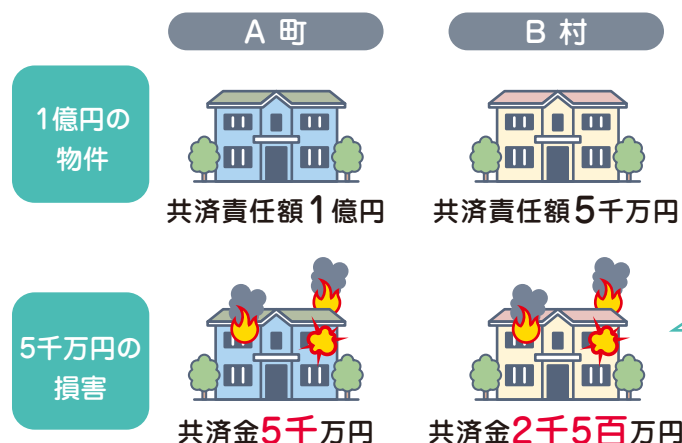 A 町
B 村
1億円の
物件
共済責任額1億円
共済責任額5千万円
5千万円の
損害
共済金5千万円
共済金2千5百万円